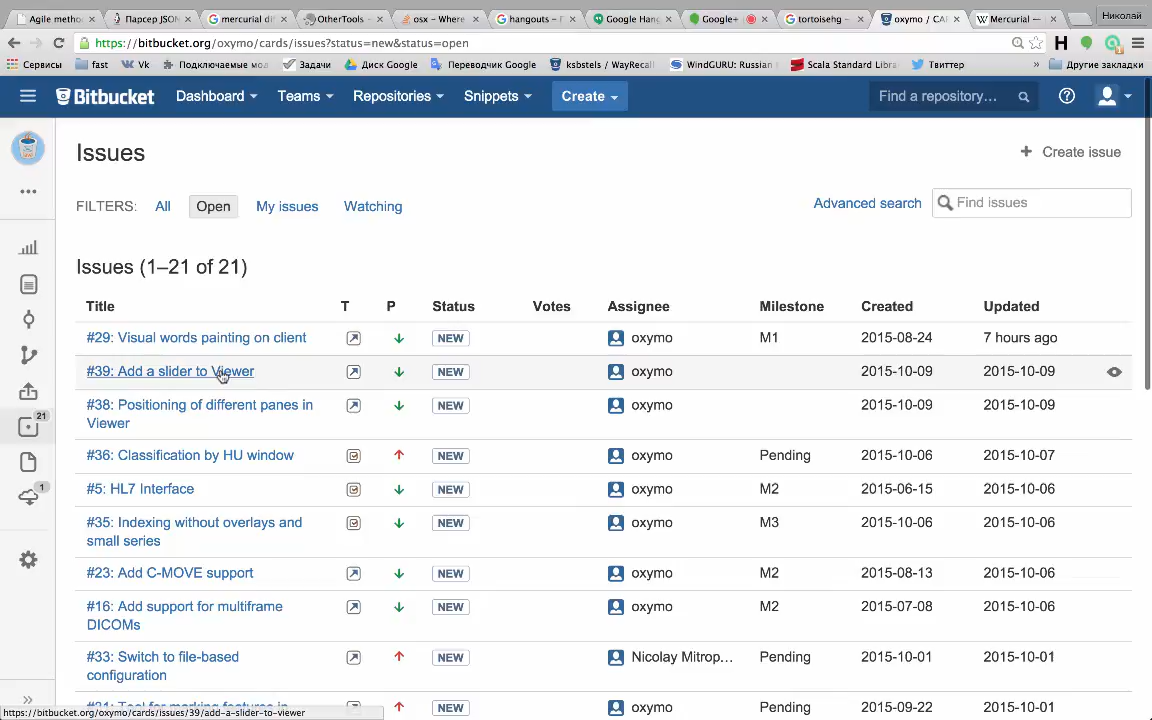 Agile method
Парсер JSON
mercurial di
OtherTools -
osx - Where
hangouts - П
Google Han
Google+
tortoisehg -
oxymo / CA
Mercurial —
Николай
https://bitbucket.org/oxymo/cards/issues?status=new&status=open
Сервисы
fast
Vk
Подключаемые мод
Задачи
Диск Google
Переводчик Google
ksbstels / WayRecall
WindGURU: Russian
Scala Standard Libra
Твиттер
»
Другие закладки
Bitbucket
Dashboard
Teams
Repositories
Snippets
Create
Find a repository...
Issues
+ Create issue
FILTERS:
All
Open
My issues
Watching
Advanced search
Find issues
Issues (1–21 of 21)
Title T P Status Votes Assignee Milestone Created Updated
#29: Visual words painting on client NEW oxymo M1 2015-08-24 7 hours ago
#39: Add a slider to Viewer NEW oxymo 2015-10-09 2015-10-09
#38: Positioning of different panes in NEW oxymo 2015-10-09 2015-10-09
Viewer
#36: Classification by HU window NEW oxymo Pending 2015-10-06 2015-10-07
#5: HL7 Interface NEW oxymo M2 2015-06-15 2015-10-06
#35: Indexing without overlays and NEW oxymo M3 2015-10-06 2015-10-06
small series
#23: Add C-MOVE support NEW oxymo M2 2015-08-13 2015-10-06
#16: Add support for multiframe NEW oxymo M2 2015-07-08 2015-10-06
DICOMs
#33: Switch to file-based NEW Nicolay Mitrop... Pending 2015-10-01 2015-10-01
configuration
NEW oxymo Pending 2015-09-22 2015-10-01
21
1
»
https://bitbucket.org/oxymo/cards/issues/39/add-a-slider-to-viewer